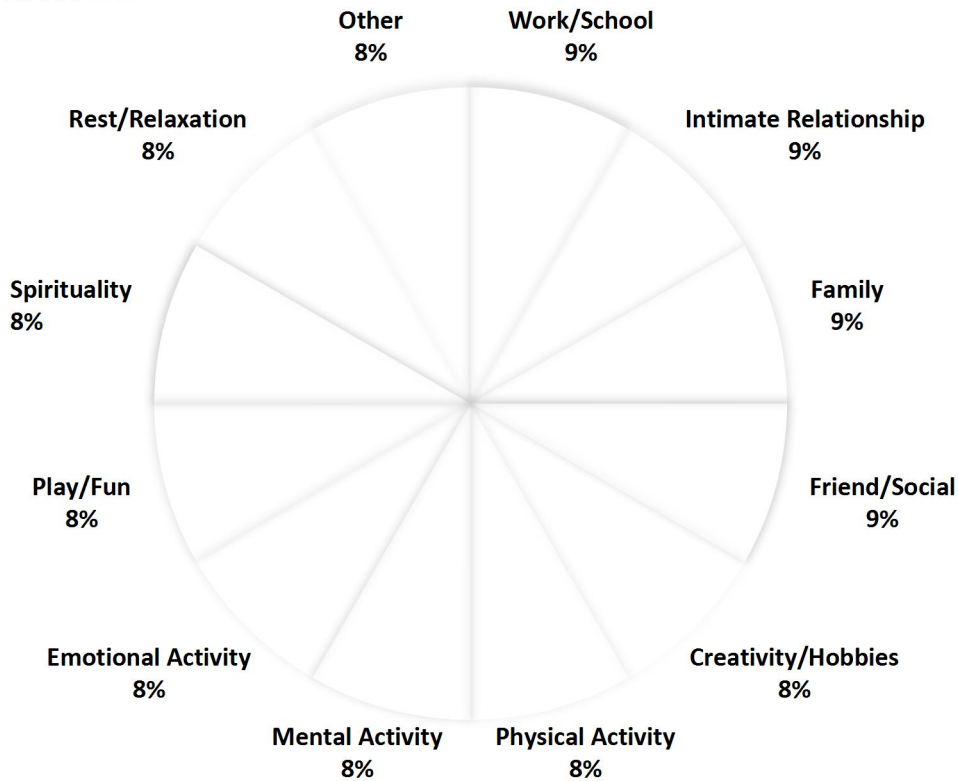 Other
8%
Work/School
9%
Intimate Relationship
9%
Family
9%
Friend/Social
9%
Creativity/Hobbies
8%
Physical Activity
8%
Mental Activity
8%
Emotional Activity
8%
Play/Fun
8%
Spirituality
8%
Rest/Relaxation
8%